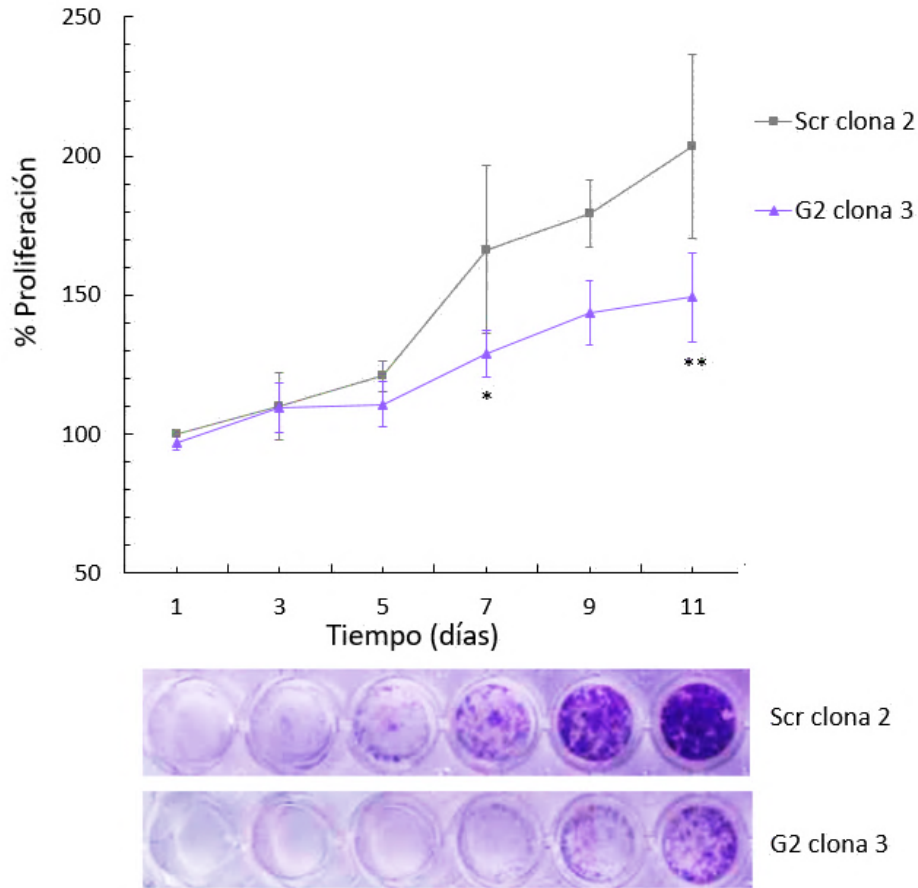 250
200
150
100
50
% Proliferación
Scr clona 2
G2 clona 3
*
**
1 3 5 7 9 11
Tiempo (días)
Scr clona 2
G2 clona 3